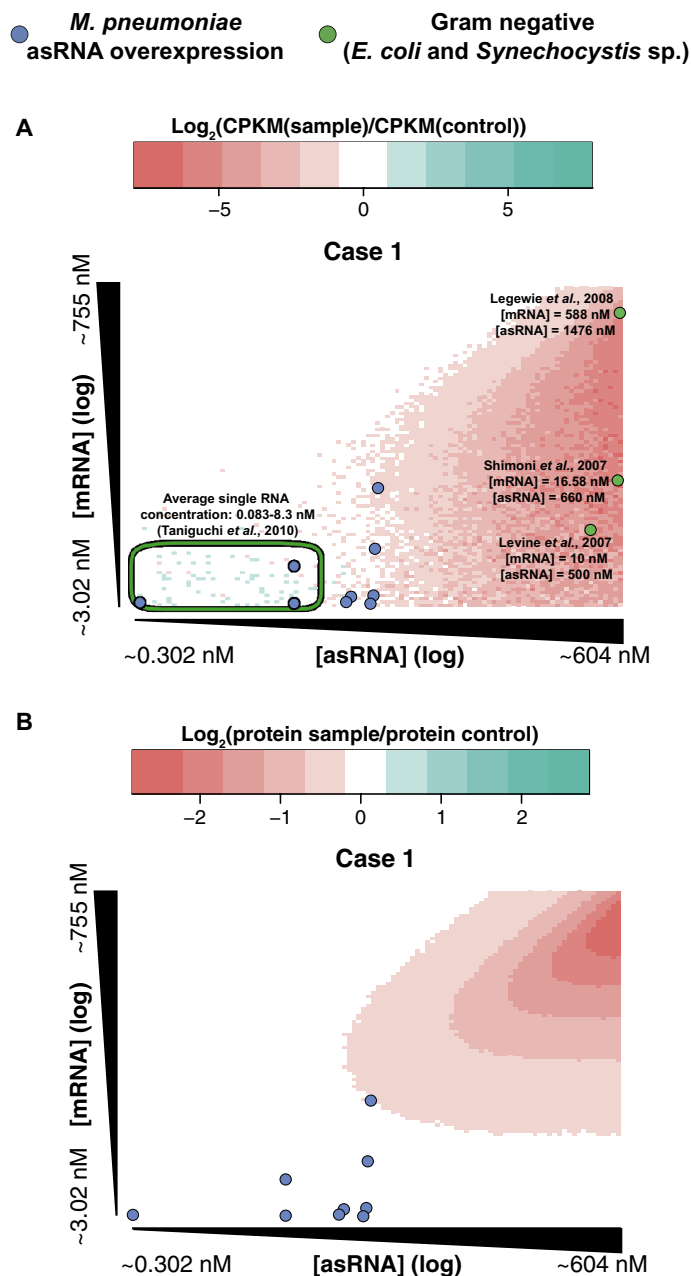 M. pneumoniae
asRNA overexpression
Gram negative
(E. coli and Synechocystis sp.)
A
Log2(CPKM(sample)/CPKM(control))
−5 0 5
Case 1
~755 nM
[mRNA] (log)
~3.02 nM
Legewie et al., 2008
[mRNA] = 588 nM
[asRNA] = 1476 nM
Shimoni et al., 2007
[mRNA] = 16.58 nM
[asRNA] = 660 nM
Average single RNA
concentration: 0.083-8.3 nM
(Taniguchi et al., 2010)
Levine et al., 2007
[mRNA] = 10 nM
[asRNA] = 500 nM
~0.302 nM [asRNA] (log) ~604 nM
B
Log2(protein sample/protein control)
−2 −1 0 1 2
Case 1
~755 nM
[mRNA] (log)
~3.02 nM
~0.302 nM [asRNA] (log) ~604 nM